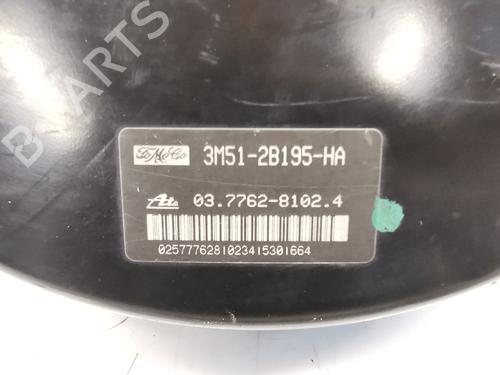 B PARTS
FoMoCo 3M51-2B195-HA
Ate 03.7762-8102.4
0257776281023415301664